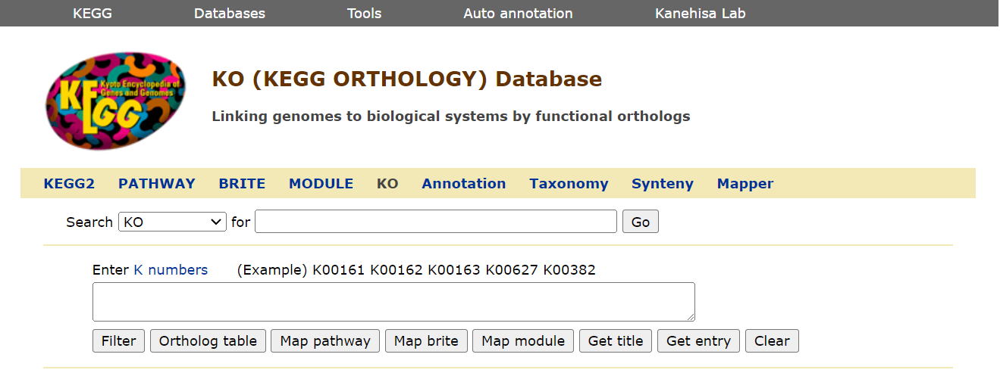 KEGG Databases Tools Auto annotation Kanehisa Lab
Kyoto Encyclopedia of
Genes and Genomes
KEGG
KO (KEGG ORTHOLOGY) Database
Linking genomes to biological systems by functional orthologs
KEGG2 PATHWAY BRITE MODULE KO Annotation Taxonomy Synteny Mapper
Search KO for Go
Enter K numbers (Example) K00161 K00162 K00163 K00627 K00382
Filter Ortholog table Map pathway Map brite Map module Get title Get entry Clear